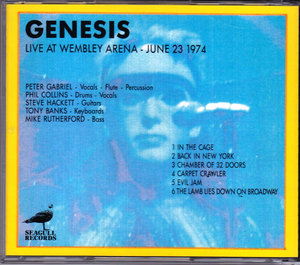 GENESIS
LIVE AT WEMBLEY ARENA - JUNE 23 1974
PETER GABRIEL - Vocals - Flute - Percussion
PHIL COLLINS - Drums - Vocals
STEVE HACKETT - Guitars
TONY BANKS - Keyboards
MIKE RUTHERFORD - Bass
1 IN THE CAGE
2 BACK IN NEW YORK
3 CHAMBER OF 32 DOORS
4 CARPET CRAWLER
5 EVIL JAM
6 THE LAMB LIES DOWN ON BROADWAY
SEAGULL
RECORDS